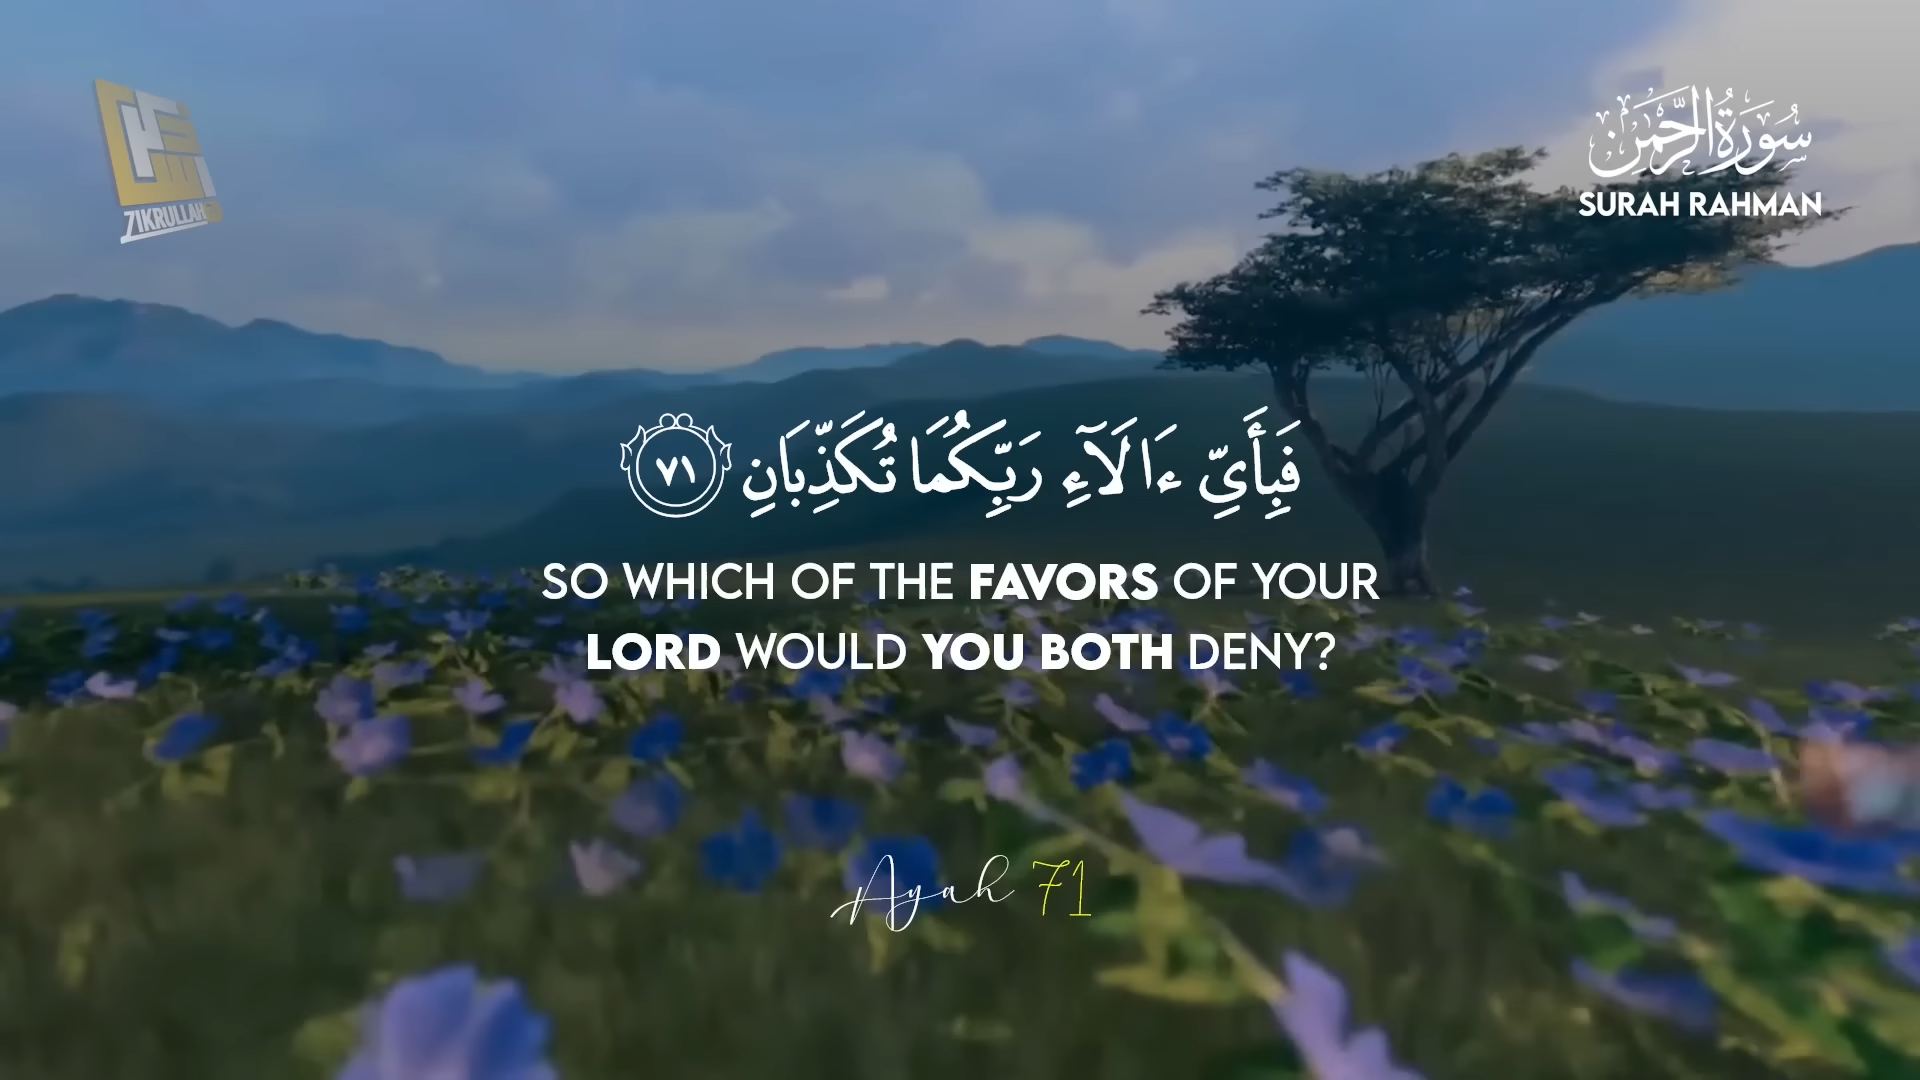 ZIKRULLAH
سُورَةُ الرَّحْمَٰن
SURAH RAHMAN
فَبِأَيِّ ءَالَآءِ رَبِّكُمَا تُكَذِّبَانِ ٧١
SO WHICH OF THE FAVORS OF YOUR
LORD WOULD YOU BOTH DENY?
Ayah 71